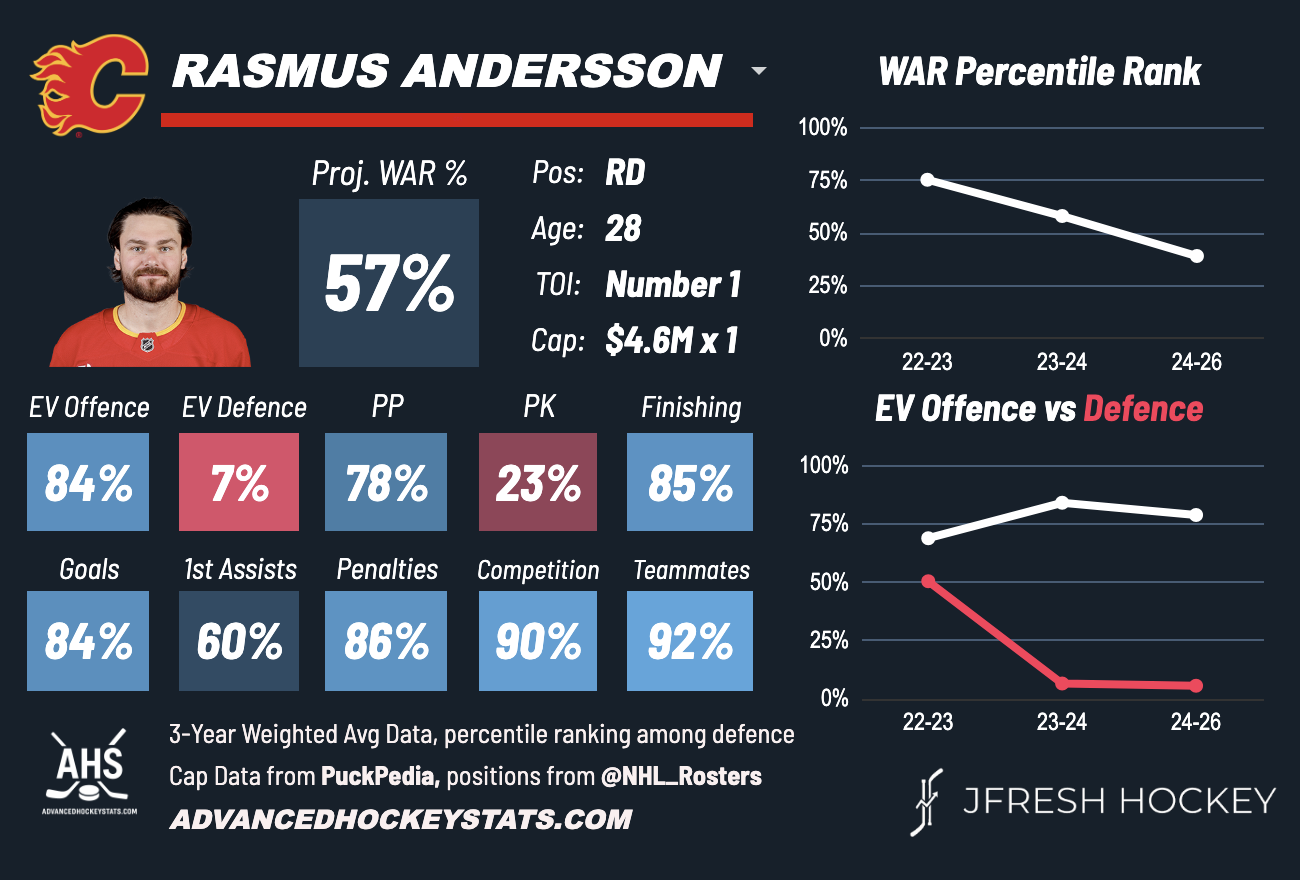 RASMUS ANDERSSON
Proj. WAR %
57%
Pos: RD
Age: 28
TOI: Number 1
Cap: $4.6M x 1
EV Offence EV Defence PP PK Finishing
84% 7% 78% 23% 85%
Goals 1st Assists Penalties Competition Teammates
84% 60% 86% 90% 92%
AHS
ADVANCEDHOCKEYSTATS.COM
3-Year Weighted Avg Data, percentile ranking among defence
Cap Data from PuckPedia, positions from @NHL_Rosters
ADVANCEDHOCKEYSTATS.COM
WAR Percentile Rank
100%
75%
50%
25%
0%
22-23 23-24 24-26
EV Offence vs Defence
100%
75%
50%
25%
0%
22-23 23-24 24-26
JFRESH HOCKEY